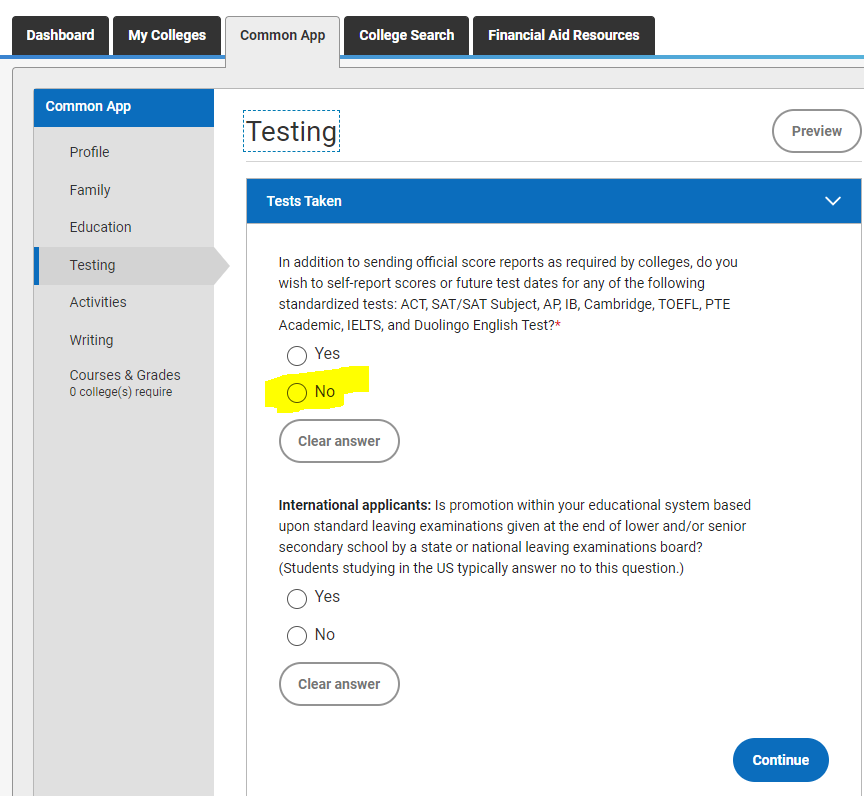 Dashboard
My Colleges
Common App
College Search
Financial Aid Resources
Common App
Profile
Family
Education
Testing
Activities
Writing
Courses & Grades
0 college(s) require
Testing
Preview
Tests Taken
In addition to sending official score reports as required by colleges, do you
wish to self-report scores or future test dates for any of the following
standardized tests: ACT, SAT/SAT Subject, AP, IB, Cambridge, TOEFL, PTE
Academic, IELTS, and Duolingo English Test?*
Yes
No
Clear answer
International applicants: Is promotion within your educational system based
upon standard leaving examinations given at the end of lower and/or senior
secondary school by a state or national leaving examinations board?
(Students studying in the US typically answer no to this question.)
Yes
No
Clear answer
Continue